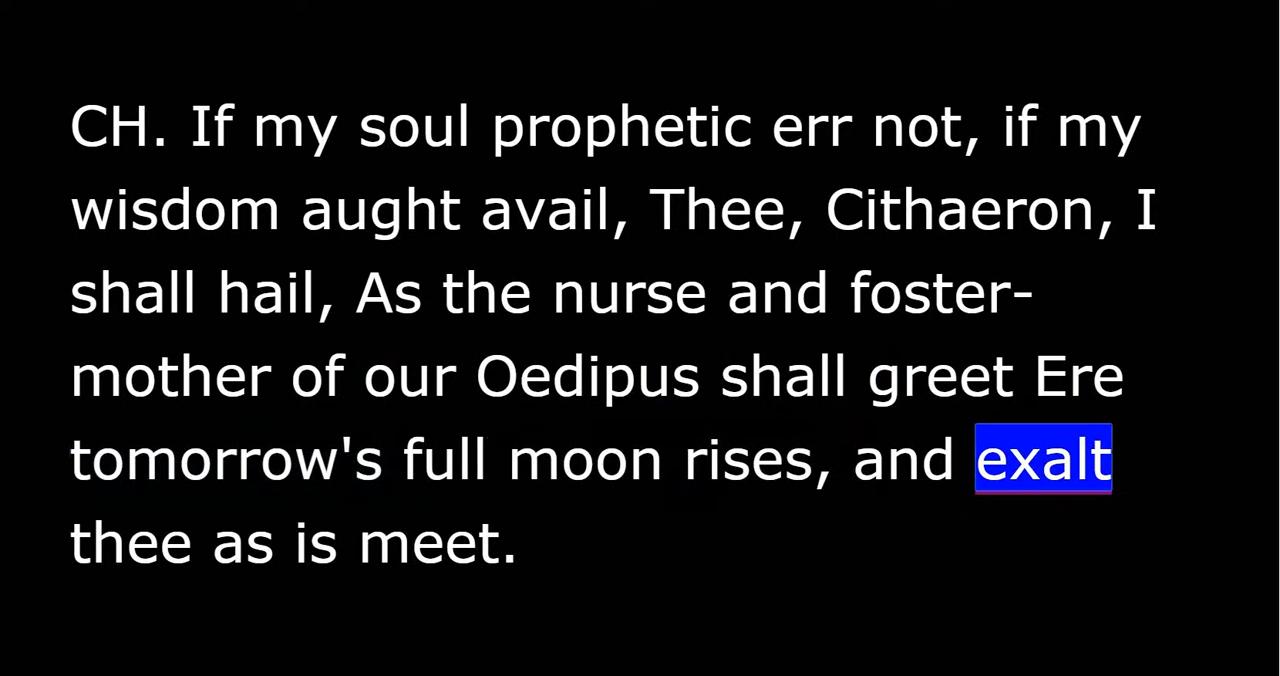 CH. If my soul prophetic err not, if my
wisdom aught avail, Thee, Cithaeron, I
shall hail, As the nurse and foster-
mother of our Oedipus shall greet Ere
tomorrow's full moon rises, and exalt
thee as is meet.